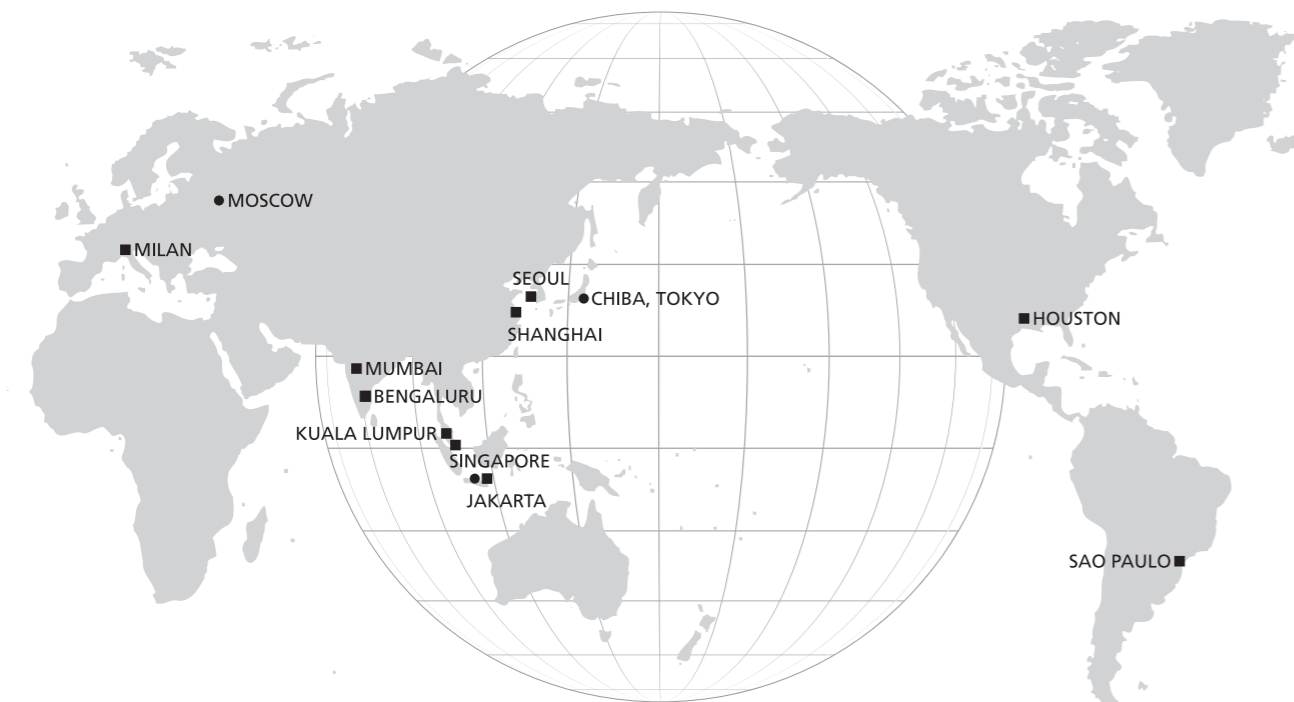 MOSCOW
MILAN
SEOUL
CHIBA, TOKYO
SHANGHAI
HOUSTON
MUMBAI
BENGALURU
KUALA LUMPUR
SINGAPORE
JAKARTA
SAO PAULO